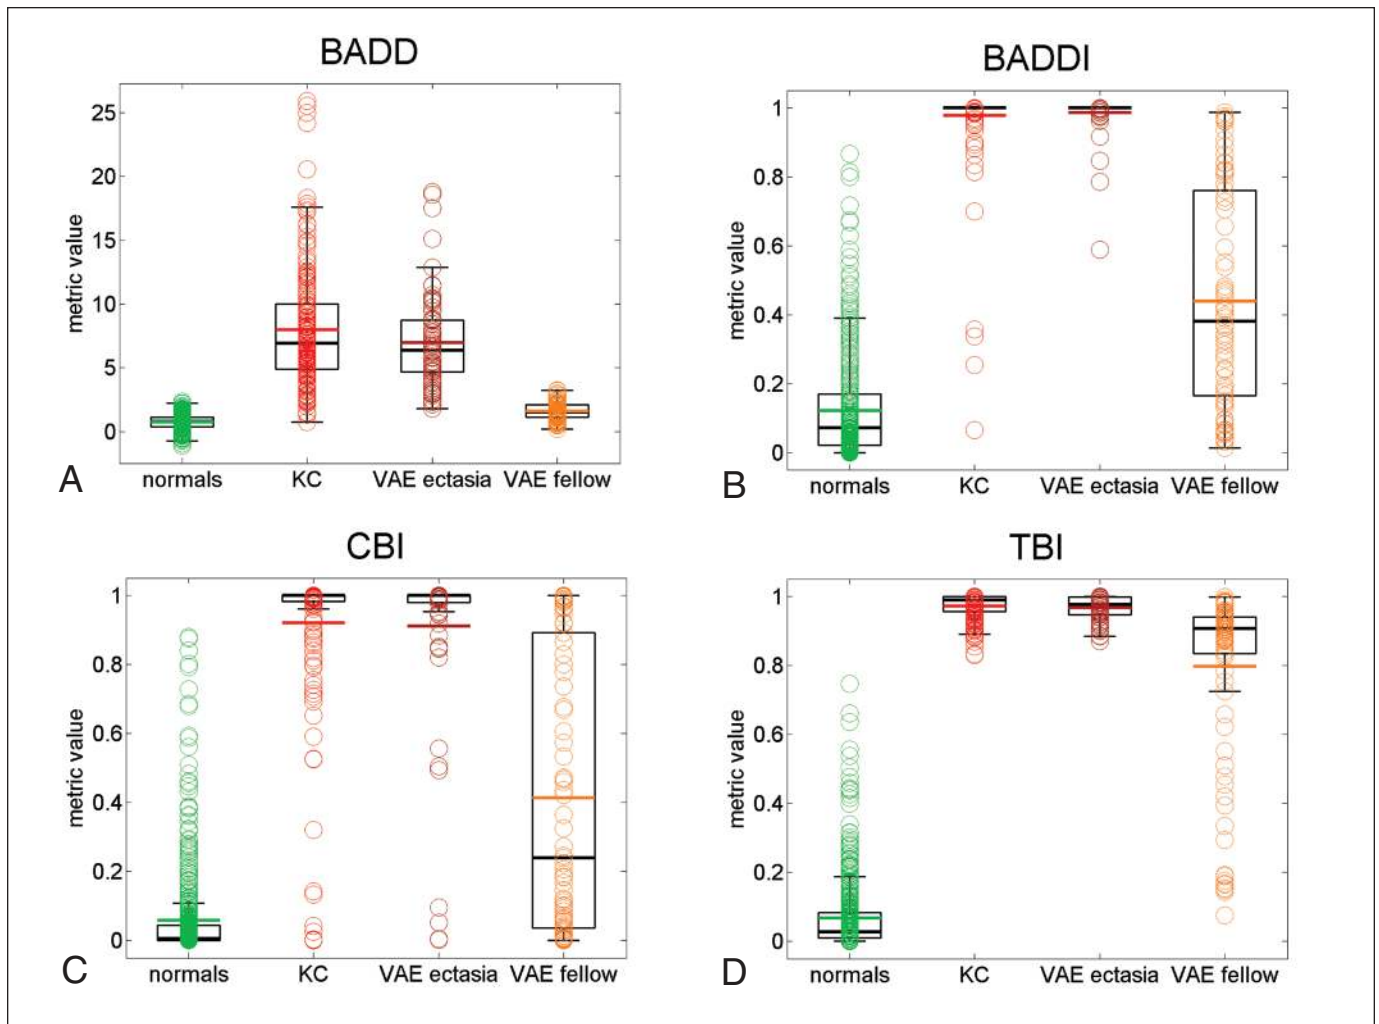 BADD
metric value
25
20
15
10
5
0
normals KC VAE ectasia VAE fellow
A
BADDI
metric value
1
0.8
0.6
0.4
0.2
0
normals KC VAE ectasia VAE fellow
B
CBI
metric value
1
0.8
0.6
0.4
0.2
0
normals KC VAE ectasia VAE fellow
C
TBI
metric value
1
0.8
0.6
0.4
0.2
0
normals KC VAE ectasia VAE fellow
D